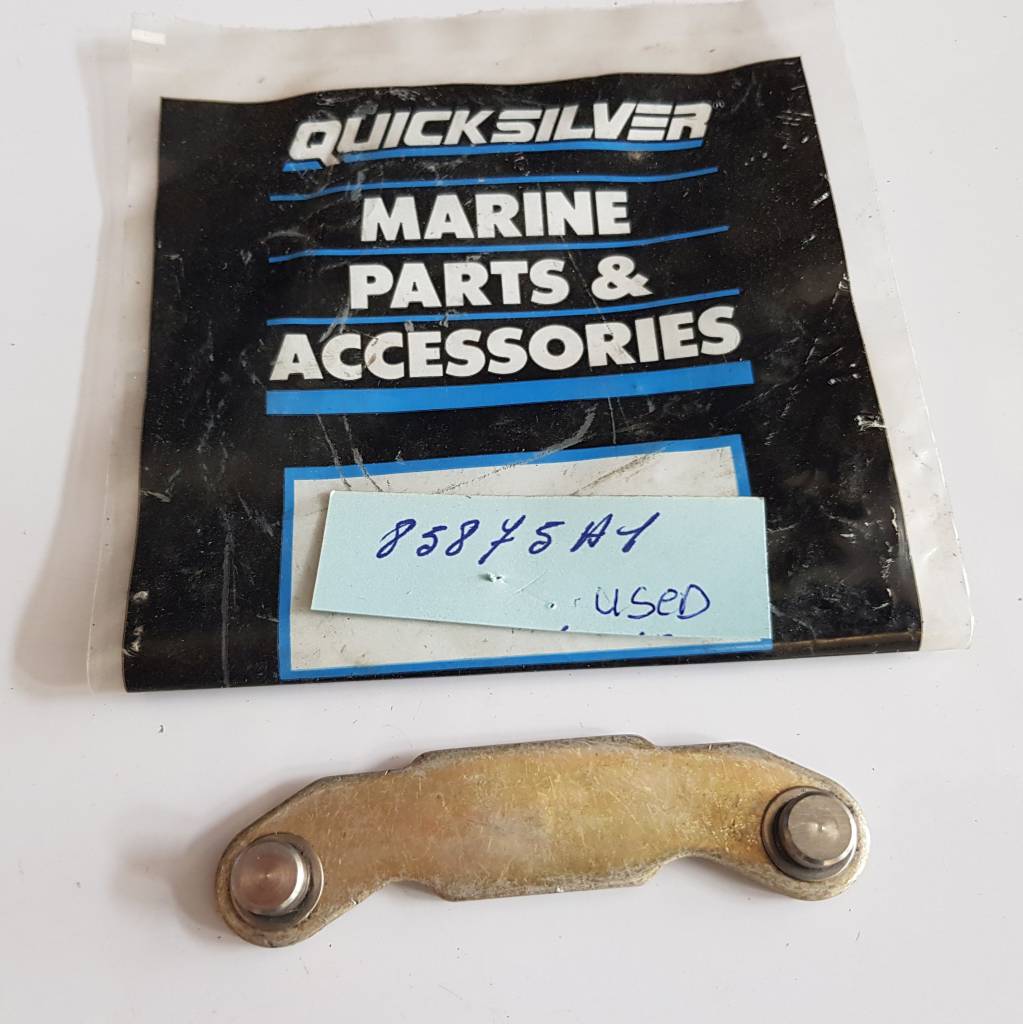 QUICKSILVER
MARINE
PARTS &
ACCESSORIES
85875A1
USED